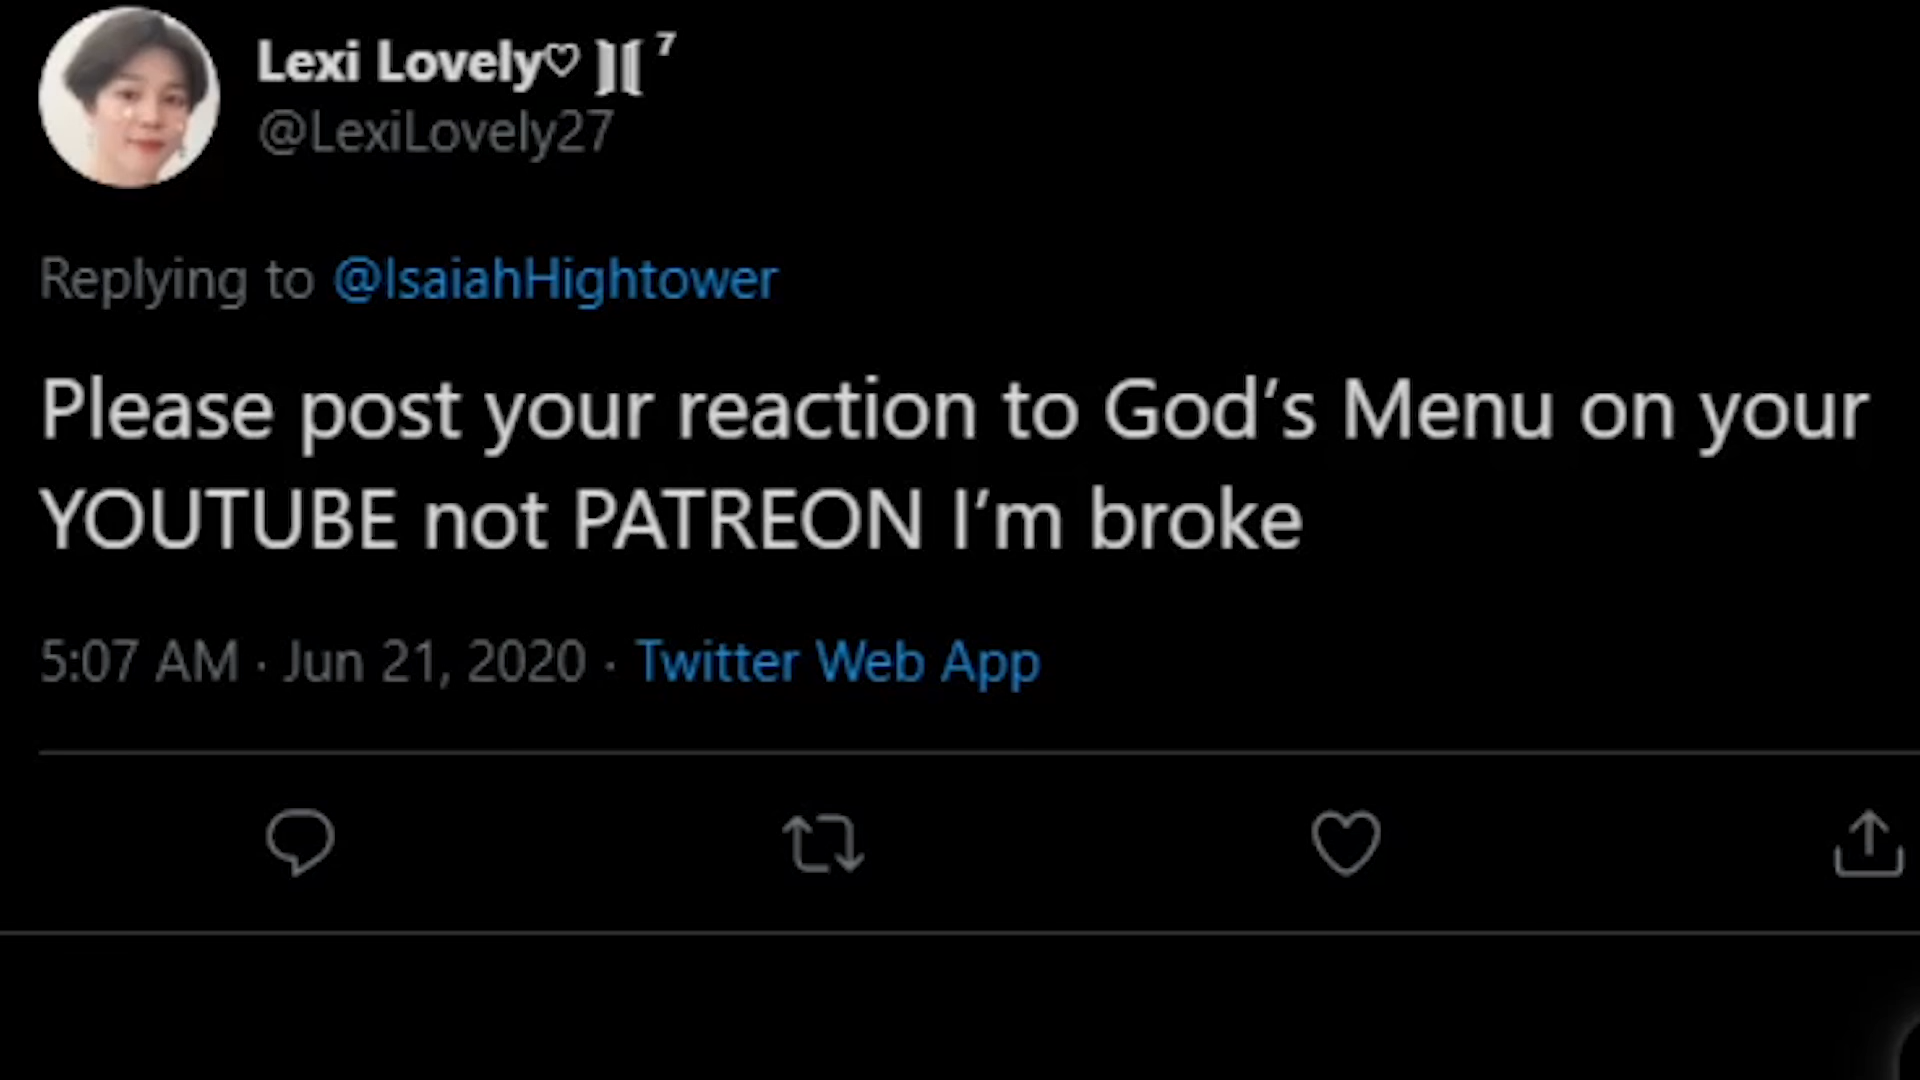 Lexi Lovely♡ ⟭⟬ ⁷
@LexiLovely27
Replying to @IsaiahHightower
Please post your reaction to God’s Menu on your
YOUTUBE not PATREON I’m broke
5:07 AM · Jun 21, 2020 · Twitter Web App